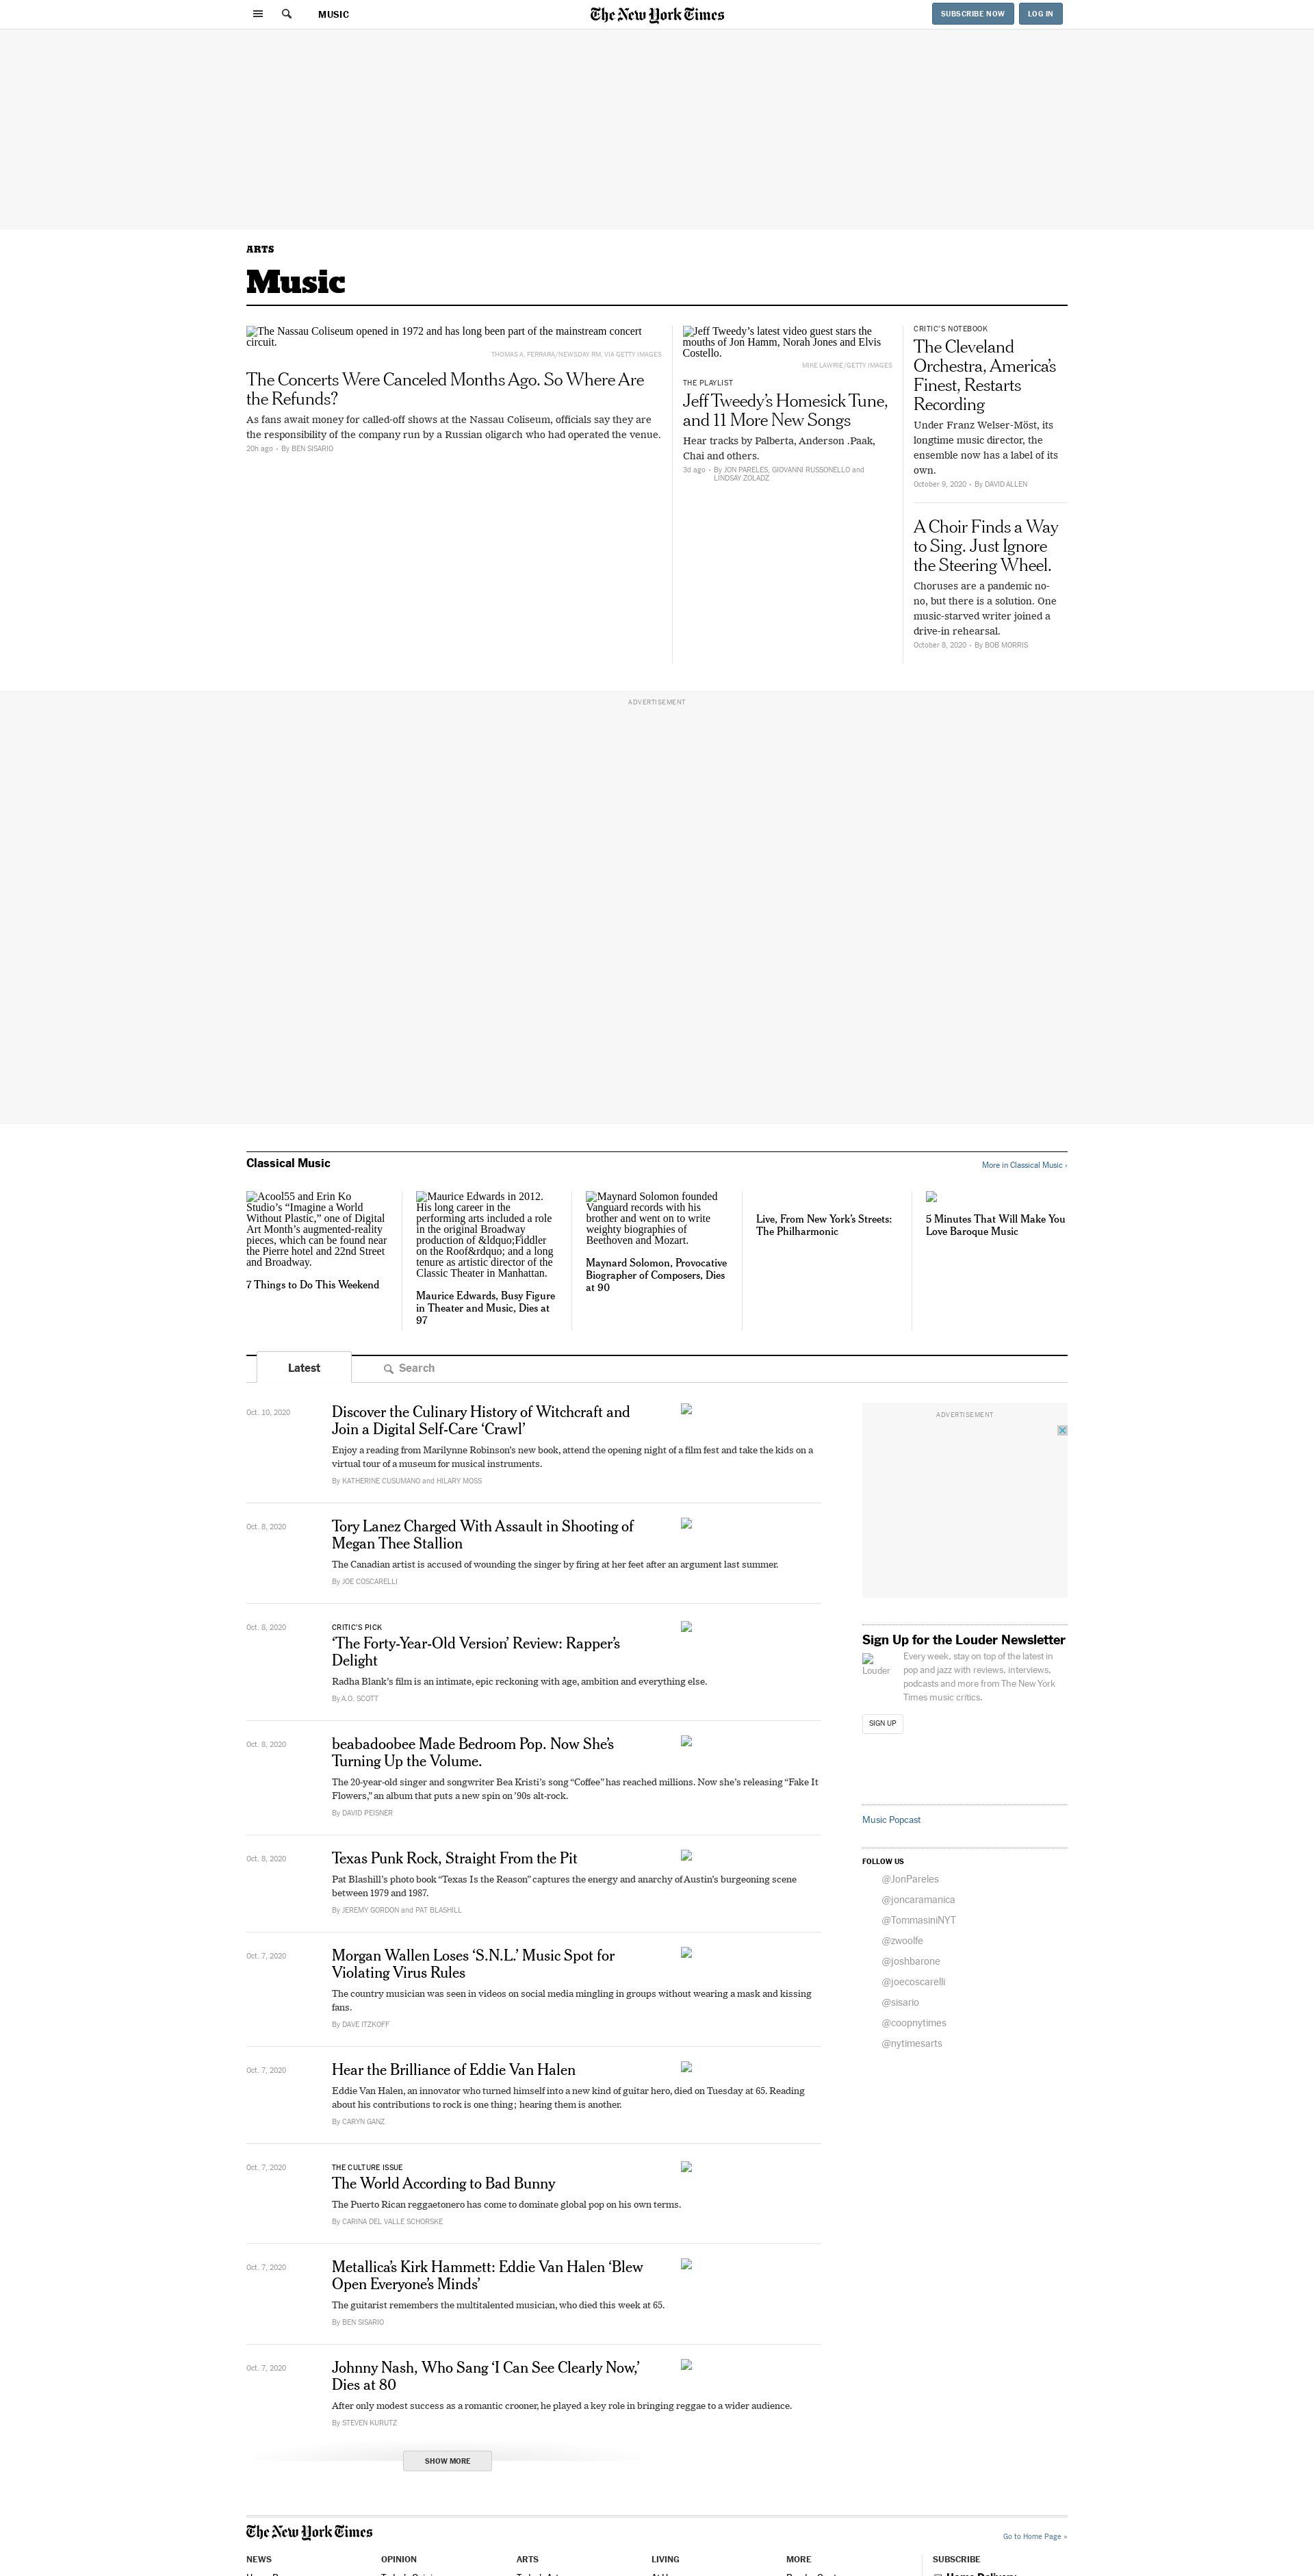 MUSIC
The New York Times
SUBSCRIBE NOW
LOG IN
ARTS
Music
The Nassau Coliseum opened in 1972 and has long been part of the mainstream concert
circuit.
THOMAS A. FERRARA/NEWSDAY RM, VIA GETTY IMAGES
The Concerts Were Canceled Months Ago. So Where Are
the Refunds?
As fans await money for called-off shows at the Nassau Coliseum, officials say they are
the responsibility of the company run by a Russian oligarch who had operated the venue.
20h ago • By BEN SISARIO
Jeff Tweedy’s latest video guest stars the
mouths of Jon Hamm, Norah Jones and Elvis
Costello.
MIKE LAWRIE/GETTY IMAGES
THE PLAYLIST
Jeff Tweedy’s Homesick Tune,
and 11 More New Songs
Hear tracks by Palberta, Anderson .Paak,
Chai and others.
3d ago • By JON PARELES, GIOVANNI RUSSONELLO and
LINDSAY ZOLADZ
CRITIC’S NOTEBOOK
The Cleveland
Orchestra, America’s
Finest, Restarts
Recording
Under Franz Welser-Möst, its
longtime music director, the
ensemble now has a label of its
own.
October 9, 2020 • By DAVID ALLEN
A Choir Finds a Way
to Sing. Just Ignore
the Steering Wheel.
Choruses are a pandemic no-
no, but there is a solution. One
music-starved writer joined a
drive-in rehearsal.
October 8, 2020 • By BOB MORRIS
ADVERTISEMENT
Classical Music
More in Classical Music ›
Acool55 and Erin Ko
Studio’s “Imagine a World
Without Plastic,” one of Digital
Art Month’s augmented-reality
pieces, which can be found near
the Pierre hotel and 22nd Street
and Broadway.
7 Things to Do This Weekend
Maurice Edwards in 2012.
His long career in the
performing arts included a role
in the original Broadway
production of &ldquo;Fiddler
on the Roof&rdquo; and a long
tenure as artistic director of the
Classic Theater in Manhattan.
Maurice Edwards, Busy Figure
in Theater and Music, Dies at
97
Maynard Solomon founded
Vanguard records with his
brother and went on to write
weighty biographies of
Beethoven and Mozart.
Maynard Solomon, Provocative
Biographer of Composers, Dies
at 90
Live, From New York’s Streets:
The Philharmonic
5 Minutes That Will Make You
Love Baroque Music
Latest
Search
Oct. 10, 2020
Discover the Culinary History of Witchcraft and
Join a Digital Self-Care ‘Crawl’
Enjoy a reading from Marilynne Robinson’s new book, attend the opening night of a film fest and take the kids on a
virtual tour of a museum for musical instruments.
By KATHERINE CUSUMANO and HILARY MOSS
Oct. 8, 2020
Tory Lanez Charged With Assault in Shooting of
Megan Thee Stallion
The Canadian artist is accused of wounding the singer by firing at her feet after an argument last summer.
By JOE COSCARELLI
Oct. 8, 2020
CRITIC’S PICK
‘The Forty-Year-Old Version’ Review: Rapper’s
Delight
Radha Blank’s film is an intimate, epic reckoning with age, ambition and everything else.
By A.O. SCOTT
Oct. 8, 2020
beabadoobee Made Bedroom Pop. Now She’s
Turning Up the Volume.
The 20-year-old singer and songwriter Bea Kristi’s song “Coffee” has reached millions. Now she’s releasing “Fake It
Flowers,” an album that puts a new spin on ’90s alt-rock.
By DAVID PEISNER
Oct. 8, 2020
Texas Punk Rock, Straight From the Pit
Pat Blashill’s photo book “Texas Is the Reason” captures the energy and anarchy of Austin’s burgeoning scene
between 1979 and 1987.
By JEREMY GORDON and PAT BLASHILL
Oct. 7, 2020
Morgan Wallen Loses ‘S.N.L.’ Music Spot for
Violating Virus Rules
The country musician was seen in videos on social media mingling in groups without wearing a mask and kissing
fans.
By DAVE ITZKOFF
Oct. 7, 2020
Hear the Brilliance of Eddie Van Halen
Eddie Van Halen, an innovator who turned himself into a new kind of guitar hero, died on Tuesday at 65. Reading
about his contributions to rock is one thing; hearing them is another.
By CARYN GANZ
Oct. 7, 2020
THE CULTURE ISSUE
The World According to Bad Bunny
The Puerto Rican reggaetonero has come to dominate global pop on his own terms.
By CARINA DEL VALLE SCHORSKE
Oct. 7, 2020
Metallica’s Kirk Hammett: Eddie Van Halen ‘Blew
Open Everyone’s Minds’
The guitarist remembers the multitalented musician, who died this week at 65.
By BEN SISARIO
Oct. 7, 2020
Johnny Nash, Who Sang ‘I Can See Clearly Now,’
Dies at 80
After only modest success as a romantic crooner, he played a key role in bringing reggae to a wider audience.
By STEVEN KURUTZ
SHOW MORE
ADVERTISEMENT
Sign Up for the Louder Newsletter
Louder
Every week, stay on top of the latest in
pop and jazz with reviews, interviews,
podcasts and more from The New York
Times music critics.
SIGN UP
Music Popcast
FOLLOW US
@JonPareles
@joncaramanica
@TommasiniNYT
@zwoolfe
@joshbarone
@joecoscarelli
@sisario
@coopnytimes
@nytimesarts
The New York Times
Go to Home Page »
NEWS
OPINION
ARTS
LIVING
MORE
SUBSCRIBE